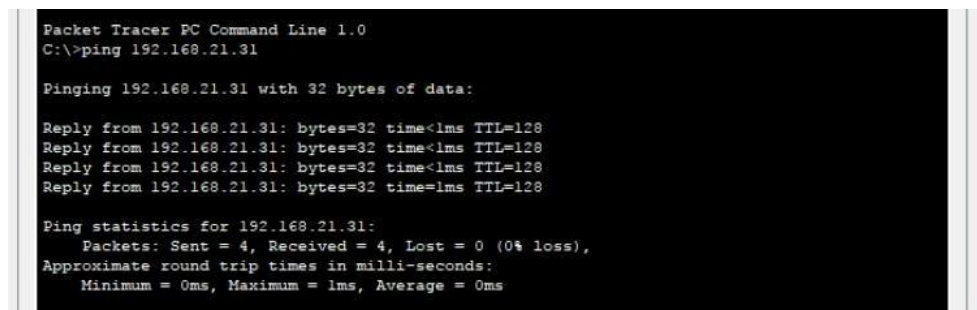 Packet Tracer PC Command Line 1.0
C:\>ping 192.168.21.31
Pinging 192.168.21.31 with 32 bytes of data:
Reply from 192.168.21.31: bytes=32 time<1ms TTL=128
Reply from 192.168.21.31: bytes=32 time<1ms TTL=128
Reply from 192.168.21.31: bytes=32 time<1ms TTL=128
Reply from 192.168.21.31: bytes=32 time=1ms TTL=128
Ping statistics for 192.168.21.31:
Packets: Sent = 4, Received = 4, Lost = 0 (0% loss),
Approximate round trip times in milli-seconds:
Minimum = 0ms, Maximum = 1ms, Average = 0ms